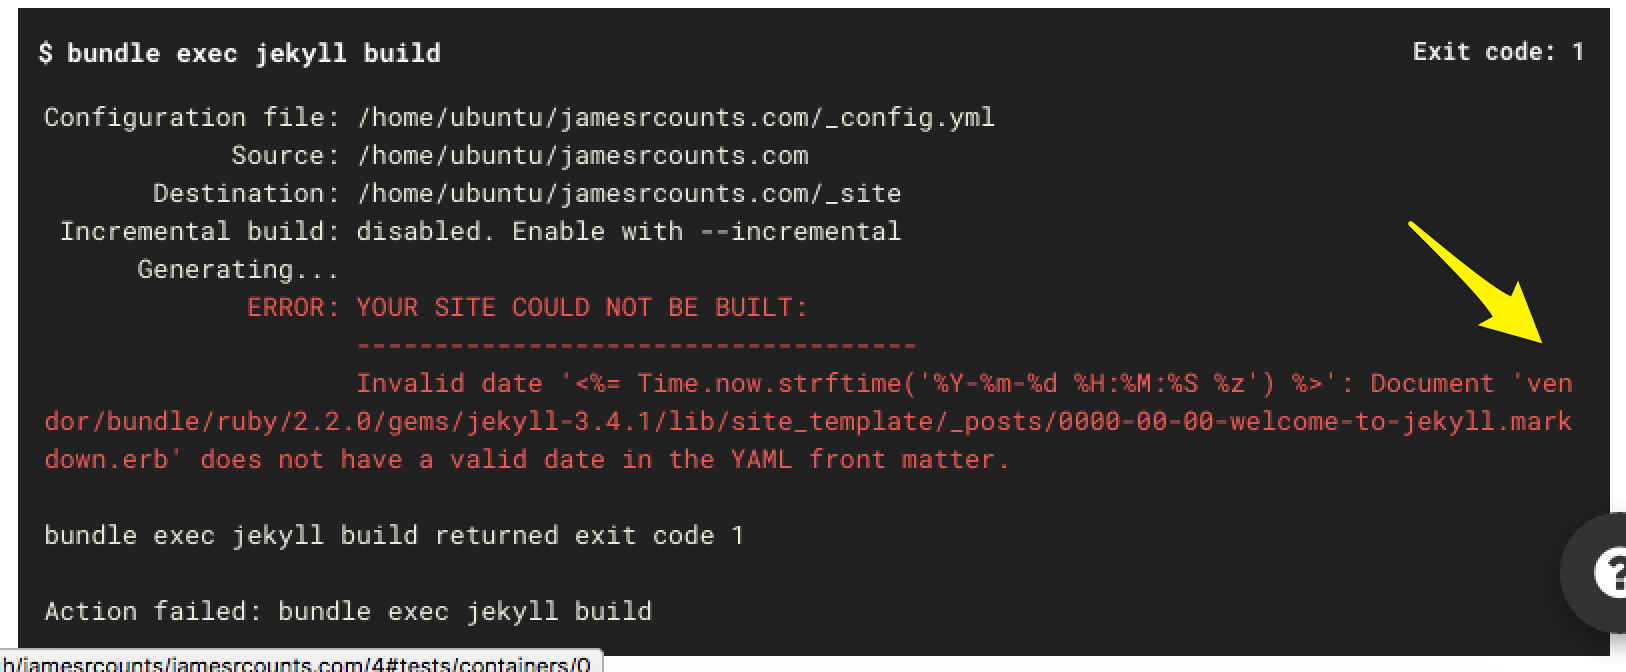 $ bundle exec jekyll build
Exit code: 1
Configuration file: /home/ubuntu/jamesrcounts.com/_config.yml
Source: /home/ubuntu/jamesrcounts.com
Destination: /home/ubuntu/jamesrcounts.com/_site
Incremental build: disabled. Enable with --incremental
Generating...
ERROR: YOUR SITE COULD NOT BE BUILT:
------------------------------------
Invalid date '<%= Time.now.strftime('%Y-%m-%d %H:%M:%S %z') %>': Document 'ven
dor/bundle/ruby/2.2.0/gems/jekyll-3.4.1/lib/site_template/_posts/0000-00-00-welcome-to-jekyll.mark
down.erb' does not have a valid date in the YAML front matter.
bundle exec jekyll build returned exit code 1
?
Action failed: bundle exec jekyll build
h/jamesrcounts/jamesrcounts.com/4#tests/containers/0